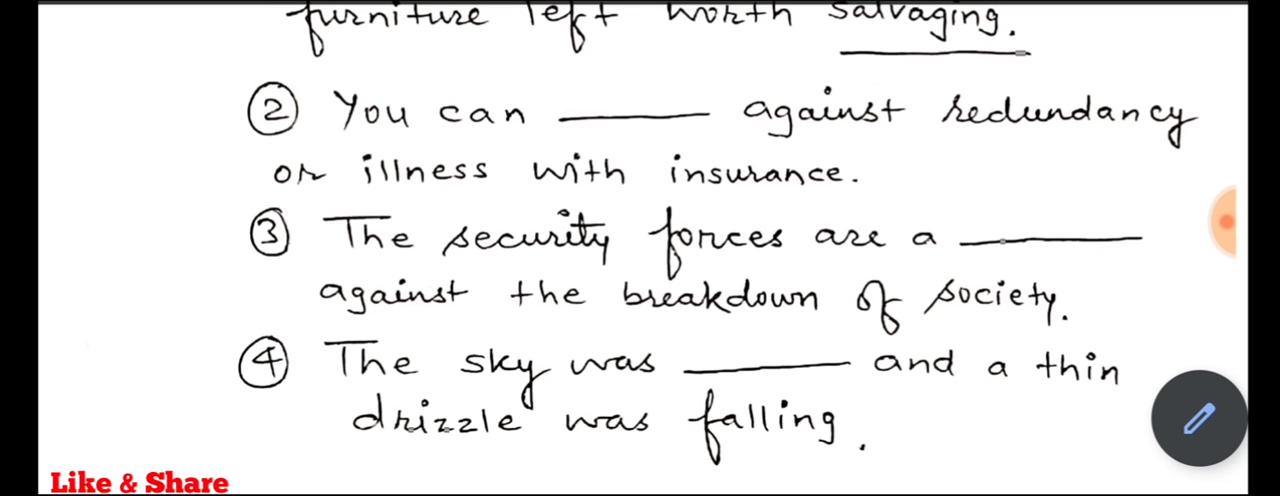 furniture left worth salvaging.
② You can ______ against redundancy
or illness with insurance.
③ The security forces are a ______
against the breakdown of society.
④ The sky was ______ and a thin
drizzle was falling.
Like & Share